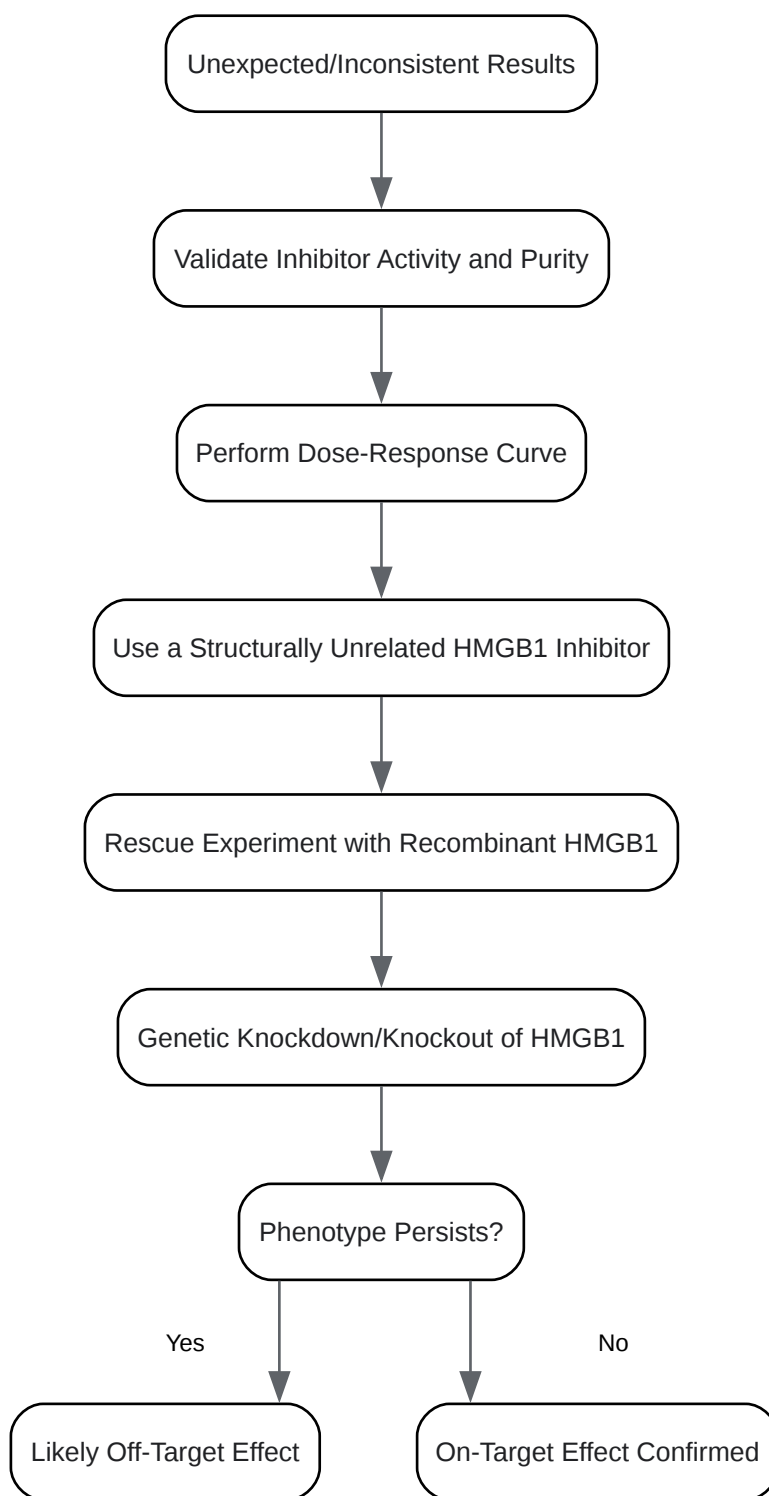 Unexpected/Inconsistent Results
Validate Inhibitor Activity and Purity
Perform Dose-Response Curve
Use a Structurally Unrelated HMGB1 Inhibitor
Rescue Experiment with Recombinant HMGB1
Genetic Knockdown/Knockout of HMGB1
Phenotype Persists?
Yes
No
Likely Off-Target Effect
On-Target Effect Confirmed